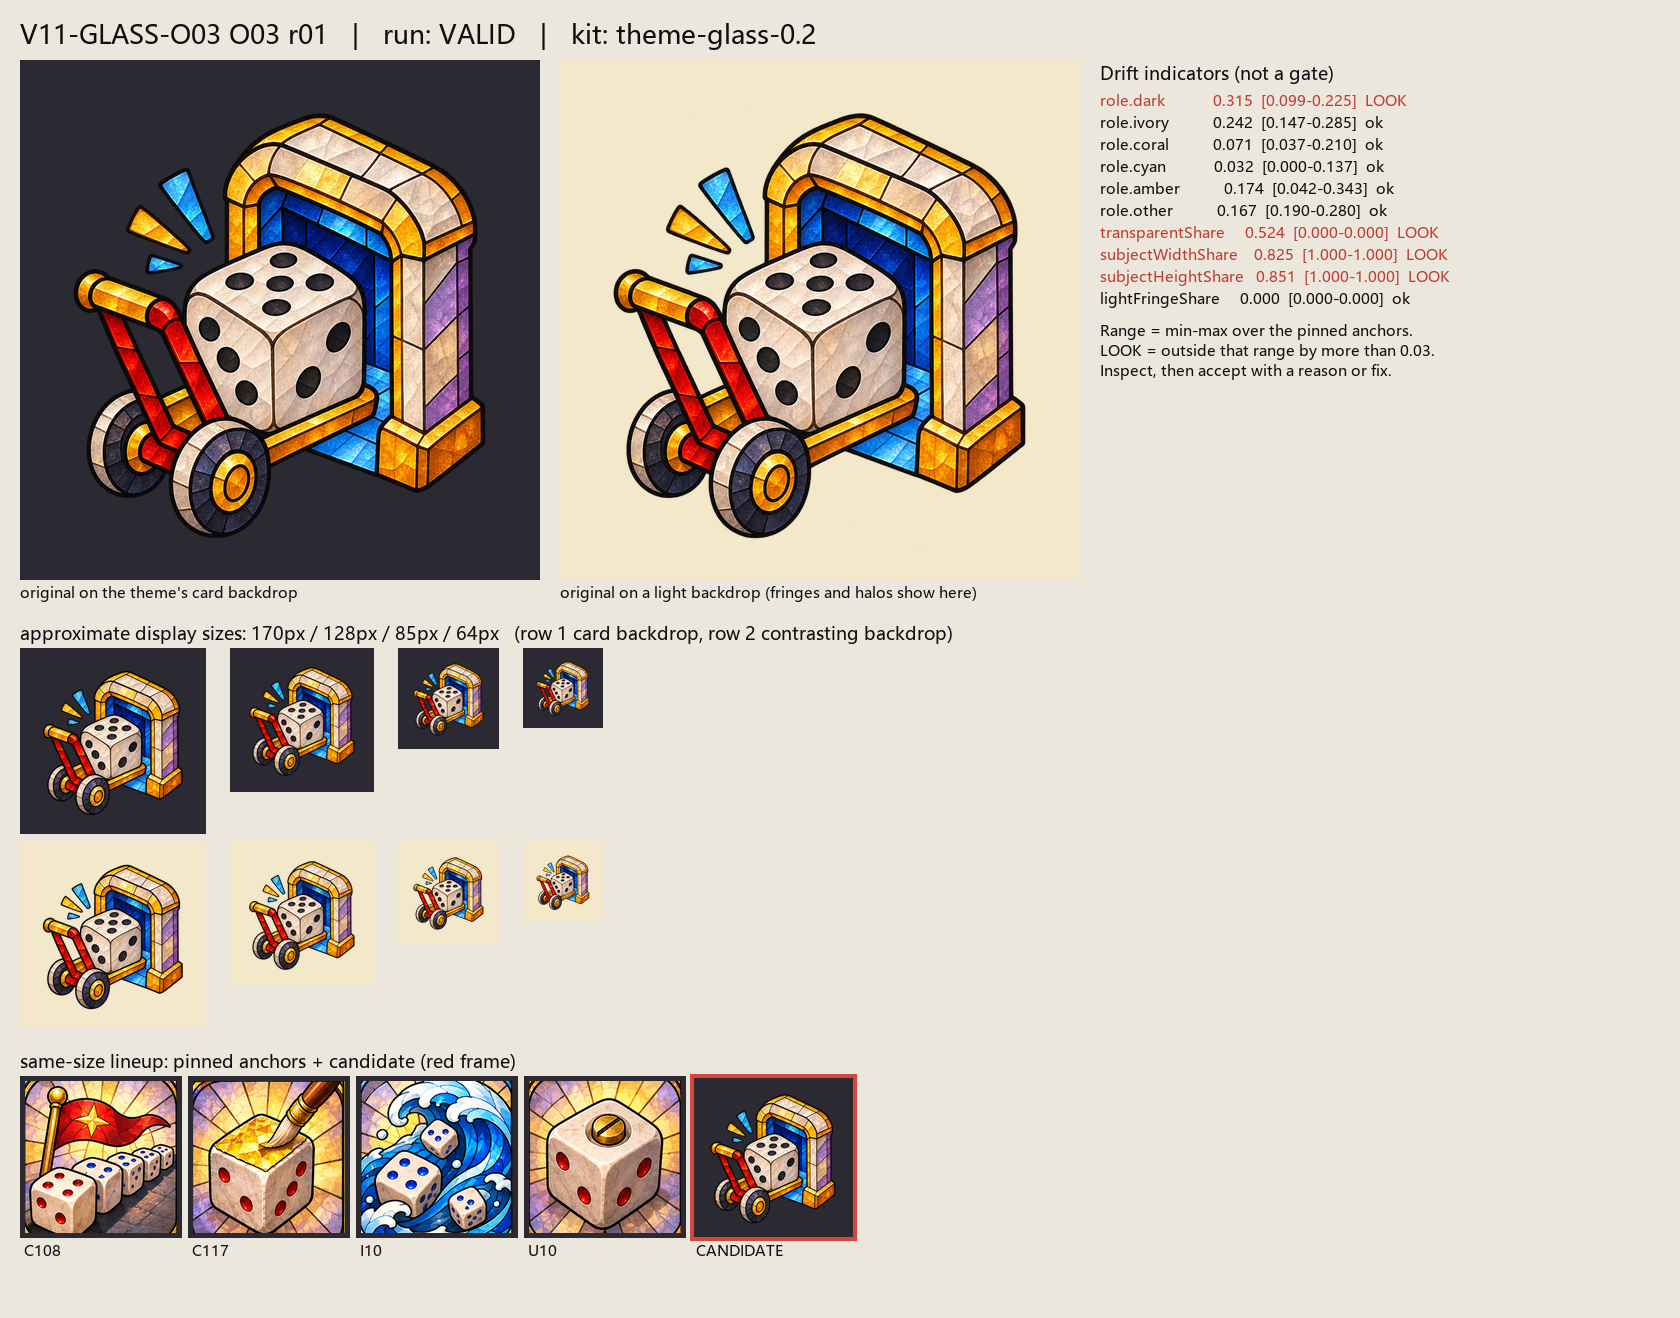 V11-GLASS-O03 O03 r01 | run: VALID | kit: theme-glass-0.2
Drift indicators (not a gate)
role.dark 0.315 [0.099-0.225] LOOK
role.ivory 0.242 [0.147-0.285] ok
role.coral 0.071 [0.037-0.210] ok
role.cyan 0.032 [0.000-0.137] ok
role.amber 0.174 [0.042-0.343] ok
role.other 0.167 [0.190-0.280] ok
transparentShare 0.524 [0.000-0.000] LOOK
subjectWidthShare 0.825 [1.000-1.000] LOOK
subjectHeightShare 0.851 [1.000-1.000] LOOK
lightFringeShare 0.000 [0.000-0.000] ok
Range = min-max over the pinned anchors.
LOOK = outside that range by more than 0.03.
Inspect, then accept with a reason or fix.
original on the theme's card backdrop
original on a light backdrop (fringes and halos show here)
approximate display sizes: 170px / 128px / 85px / 64px (row 1 card backdrop, row 2 contrasting backdrop)
same-size lineup: pinned anchors + candidate (red frame)
C108
C117
I10
U10
CANDIDATE